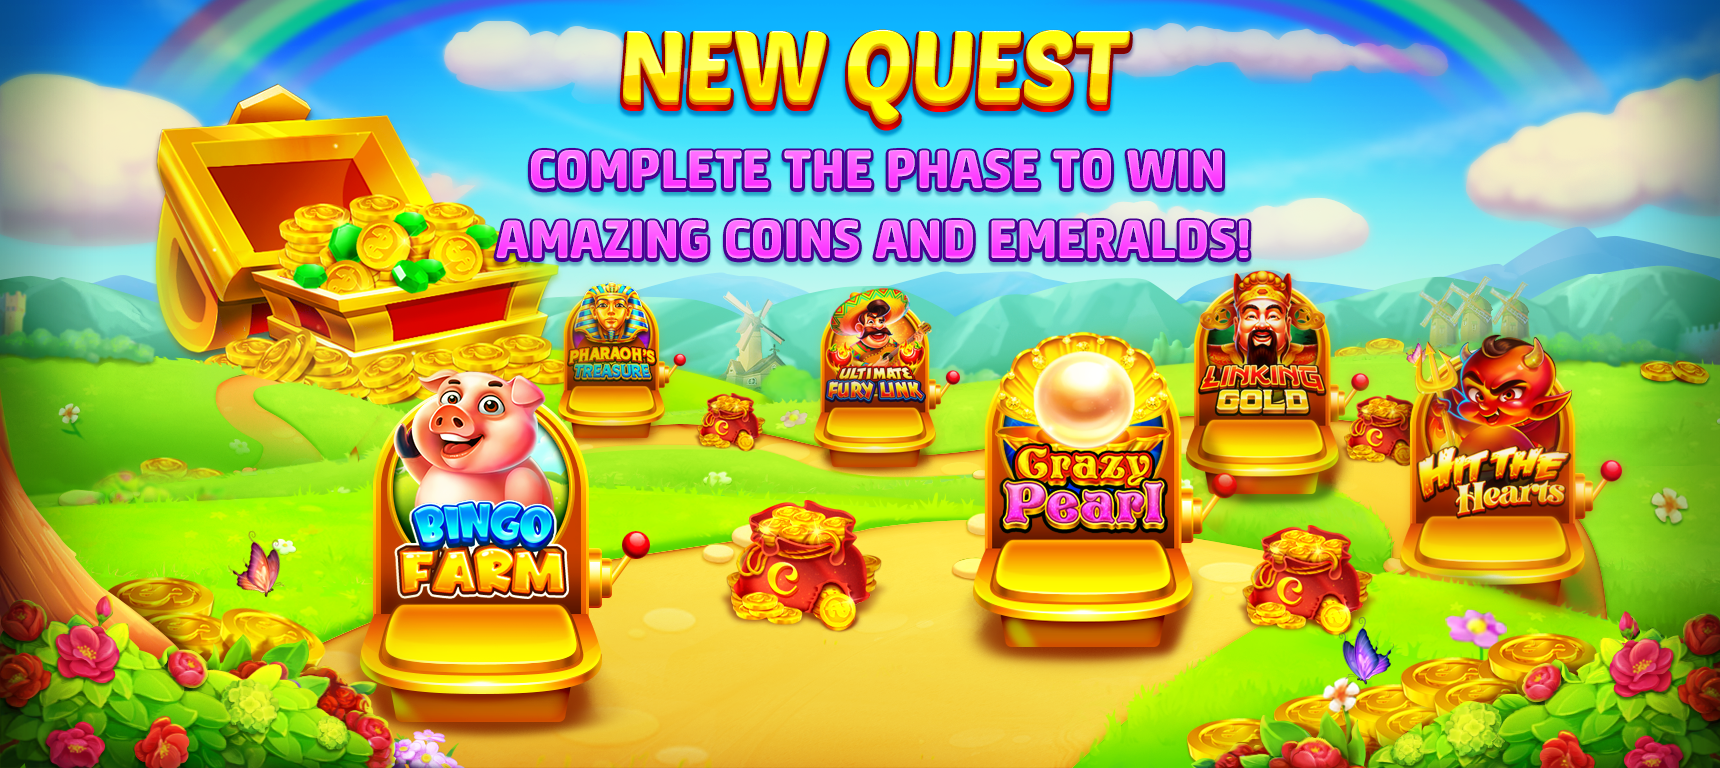 NEW QUEST
COMPLETE THE PHASE TO WIN
AMAZING COINS AND EMERALDS!
PHARAOH'S
TREASURE
ULTIMATE
FURY LINK
LINKING
GOLD
Crazy
Pearl
HIT THE
Hearts
BINGO
FARM
C
C
C